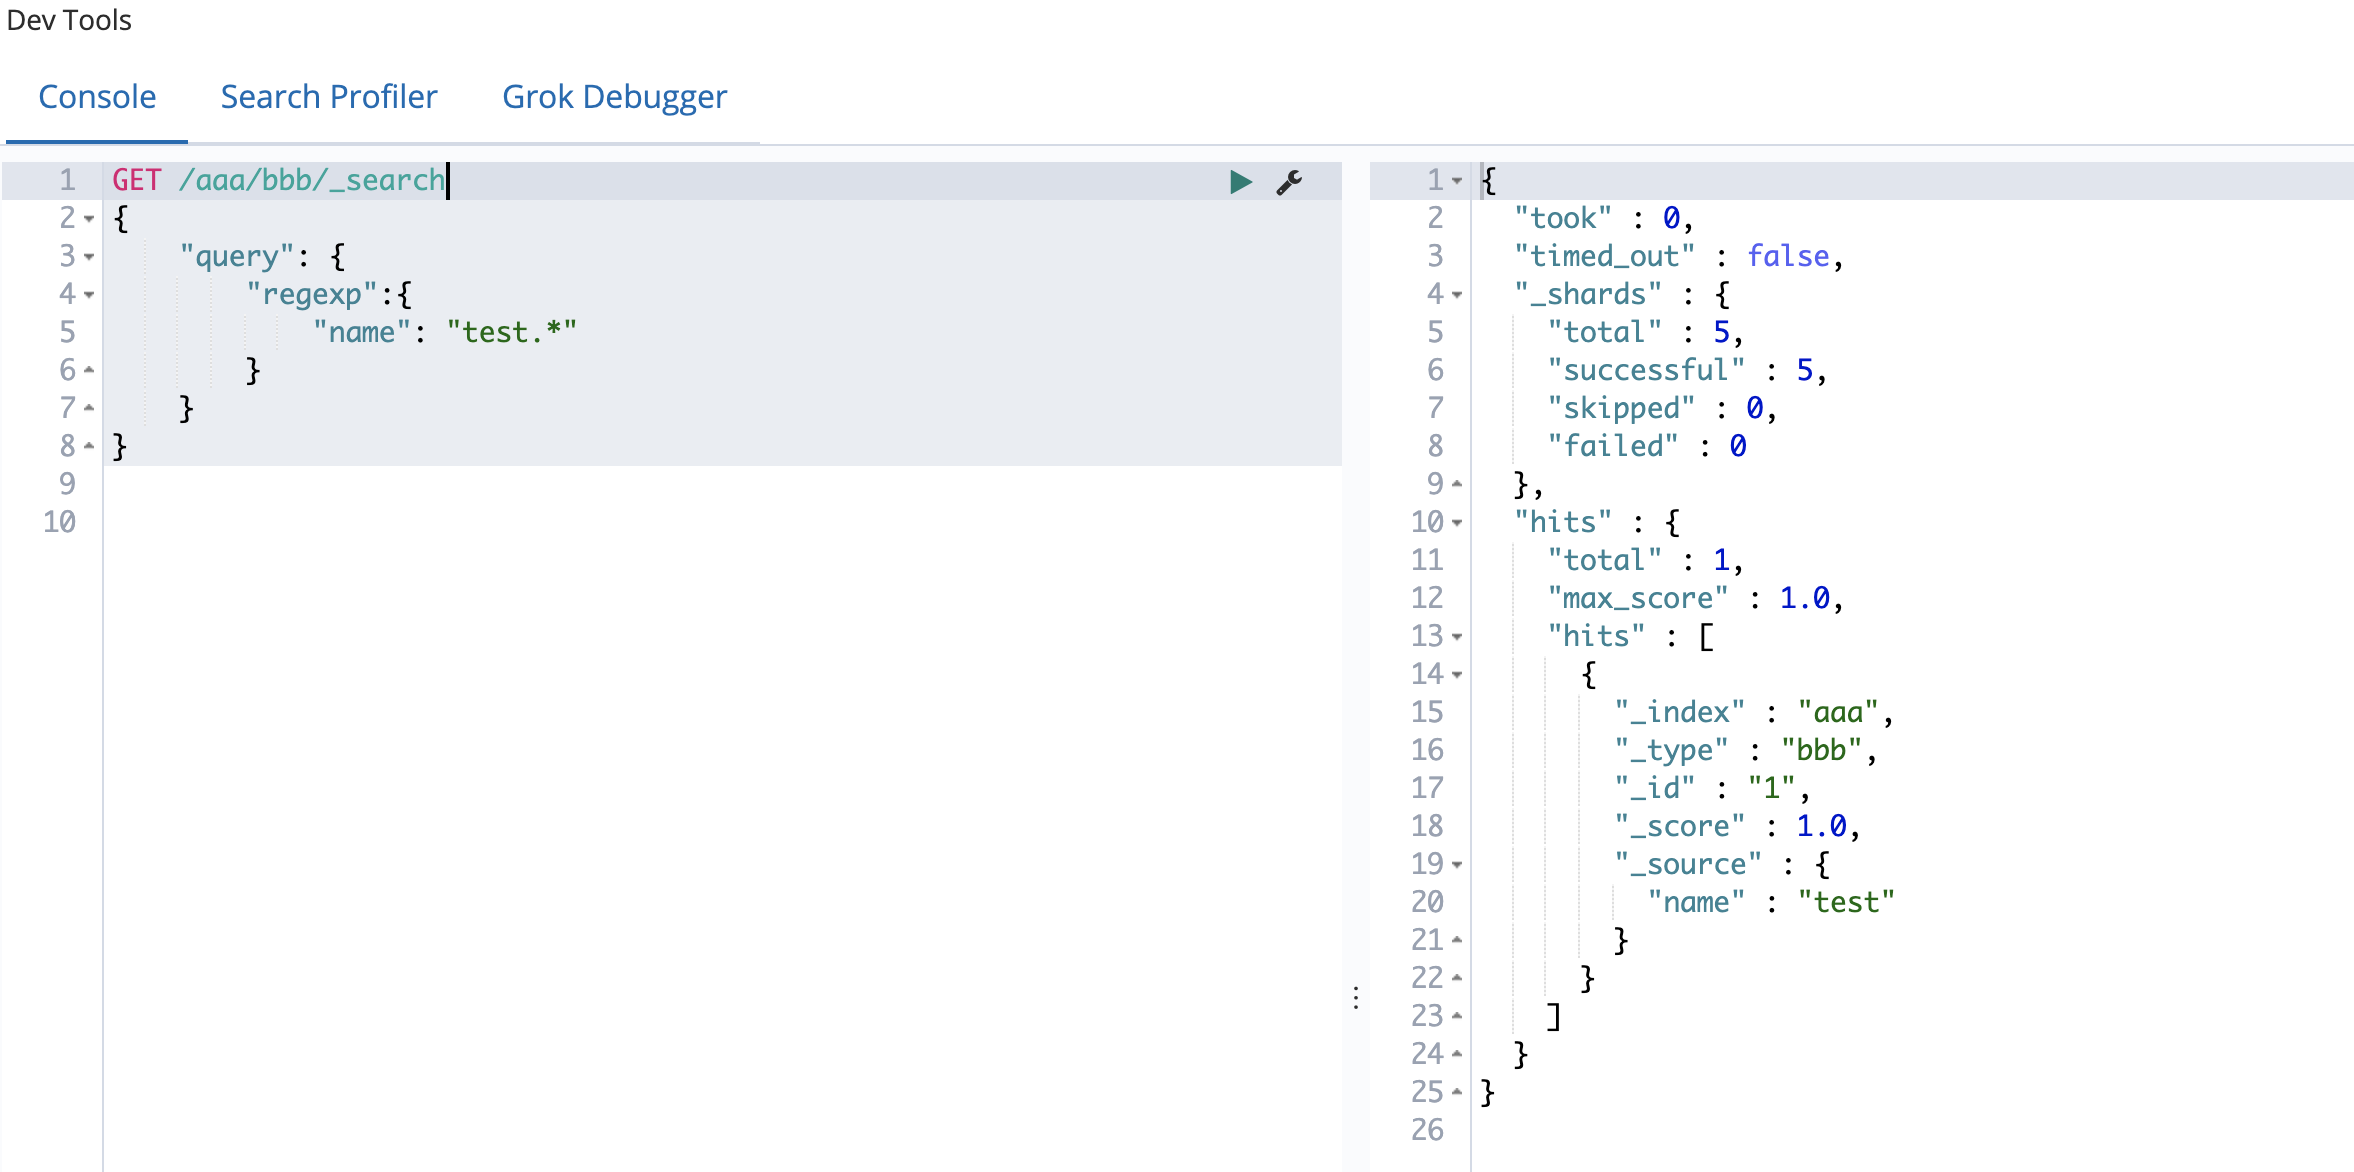 Dev Tools
Console Search Profiler Grok Debugger
1 GET /aaa/bbb/_search
2 {
3 "query": {
4 "regexp":{
5 "name": "test.*"
6 }
7 }
8 }
9
10
1 {
2 "took" : 0,
3 "timed_out" : false,
4 "_shards" : {
5 "total" : 5,
6 "successful" : 5,
7 "skipped" : 0,
8 "failed" : 0
9 },
10 "hits" : {
11 "total" : 1,
12 "max_score" : 1.0,
13 "hits" : [
14 {
15 "_index" : "aaa",
16 "_type" : "bbb",
17 "_id" : "1",
18 "_score" : 1.0,
19 "_source" : {
20 "name" : "test"
21 }
22 }
23 ]
24 }
25 }
26